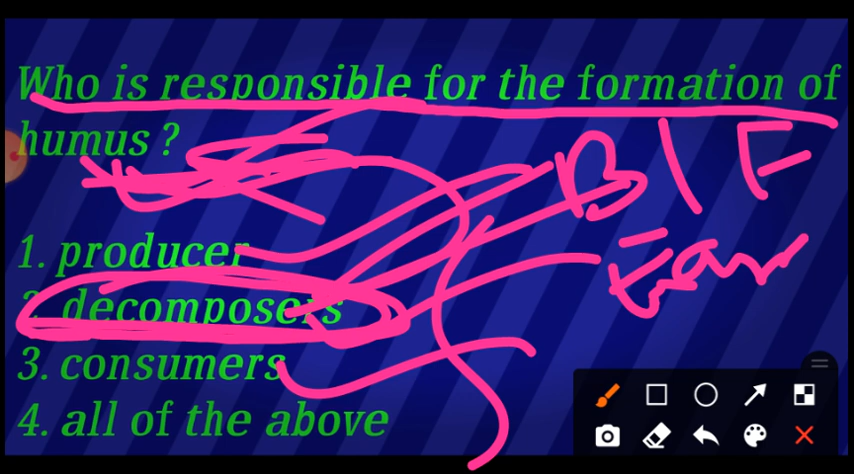 Who is responsible for the formation of
humus ?
B / F
1. producer
2. decomposers
3. consumers
4. all of the above